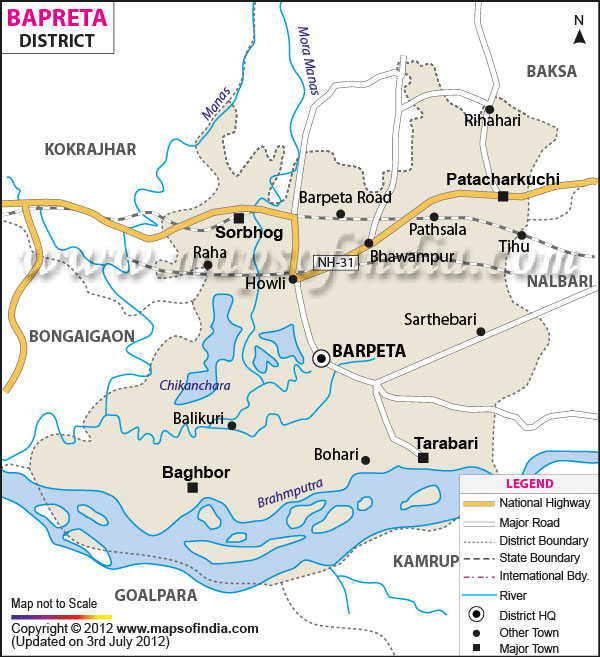 BAPRETA
DISTRICT
N
BAKSA
Manas
Mora Manas
Rihahari
KOKRAJHAR
Patacharkuchi
Barpeta Road
Sorbhog
Pathsala
Tihu
Raha
Bhawampur
www.mapsofindia.com
NH-31
Howli
NALBARI
Sarthebari
BONGAIGAON
BARPETA
Chikanchara
Balikuri
Tarabari
Bohari
Baghbor
Brahmputra
KAMRUP
GOALPARA
LEGEND
National Highway
Major Road
District Boundary
State Boundary
International Bdy.
River
District HQ
Other Town
Major Town
Map not to Scale
Copyright © 2012 www.mapsofindia.com
(Updated on 3rd July 2012)